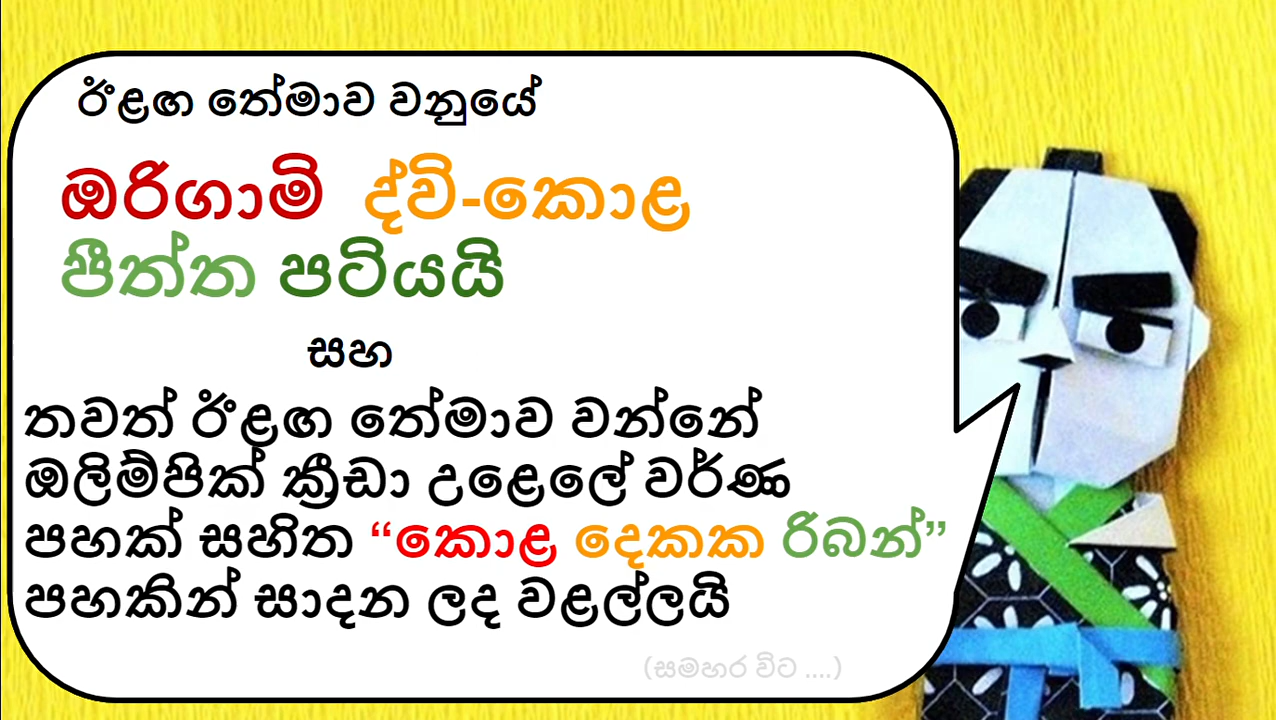 ඊළඟ තේමාව වනුයේ
ඔරිගාමි ද්වි-කොළ
පීත්ත පටියයි
සහ
තවත් ඊළඟ තේමාව වන්නේ
ඔලිම්පික් ක්‍රීඩා උළෙලේ වර්ණ
පහක් සහිත “කොළ දෙකක රිබන්”
පහකින් සාදන ලද වළල්ලයි
(සමහර විට ....)